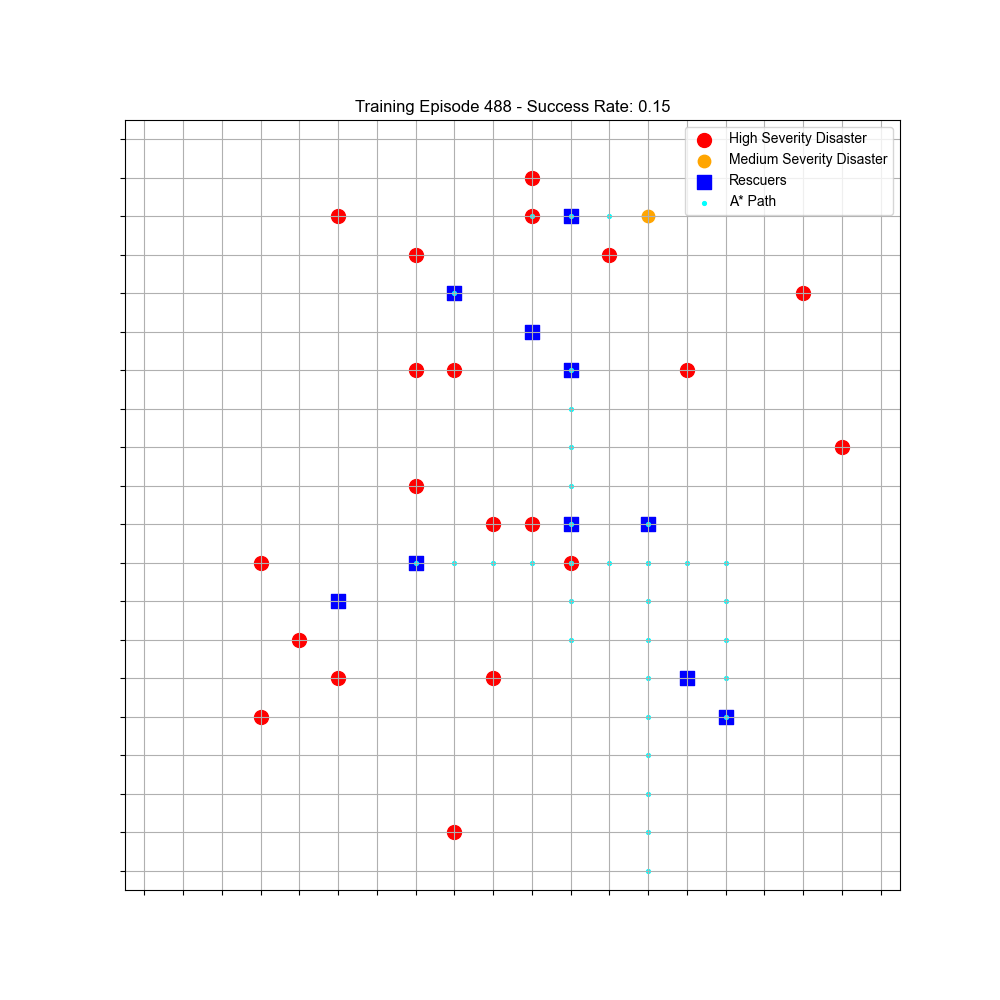 Training Episode 488 - Success Rate: 0.15
High Severity Disaster
Medium Severity Disaster
Rescuers
A* Path